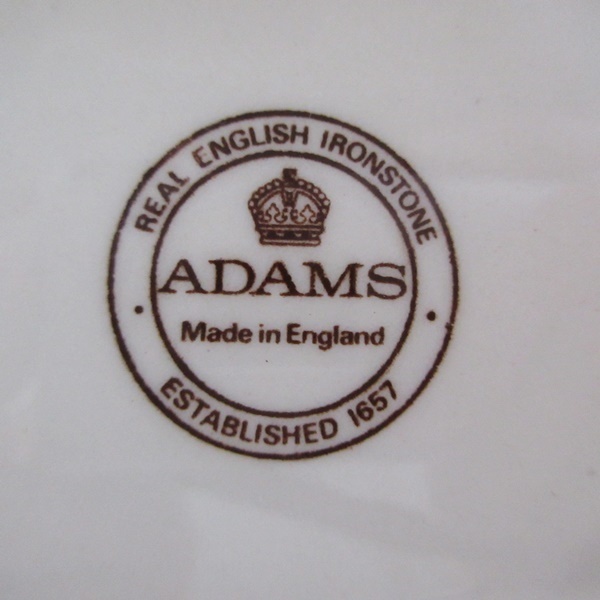 REAL ENGLISH IRONSTONE
ADAMS
Made in England
ESTABLISHED 1657